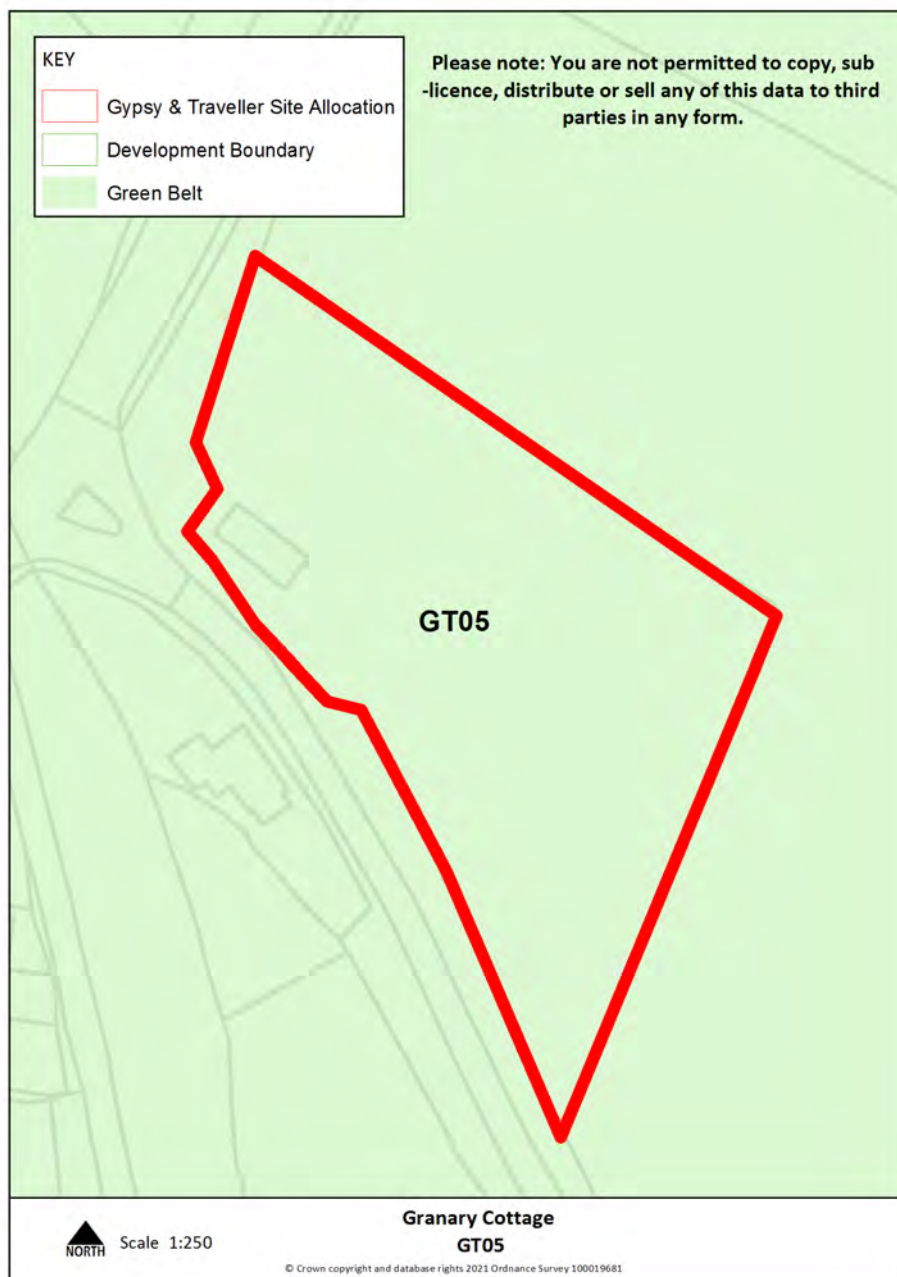 KEY
Gypsy & Traveller Site Allocation
Development Boundary
Green Belt
Please note: You are not permitted to copy, sub
-licence, distribute or sell any of this data to third
parties in any form.
GT05
NORTH
Scale 1:250
Granary Cottage
GT05
© Crown copyright and database rights 2021 Ordnance Survey 100019681